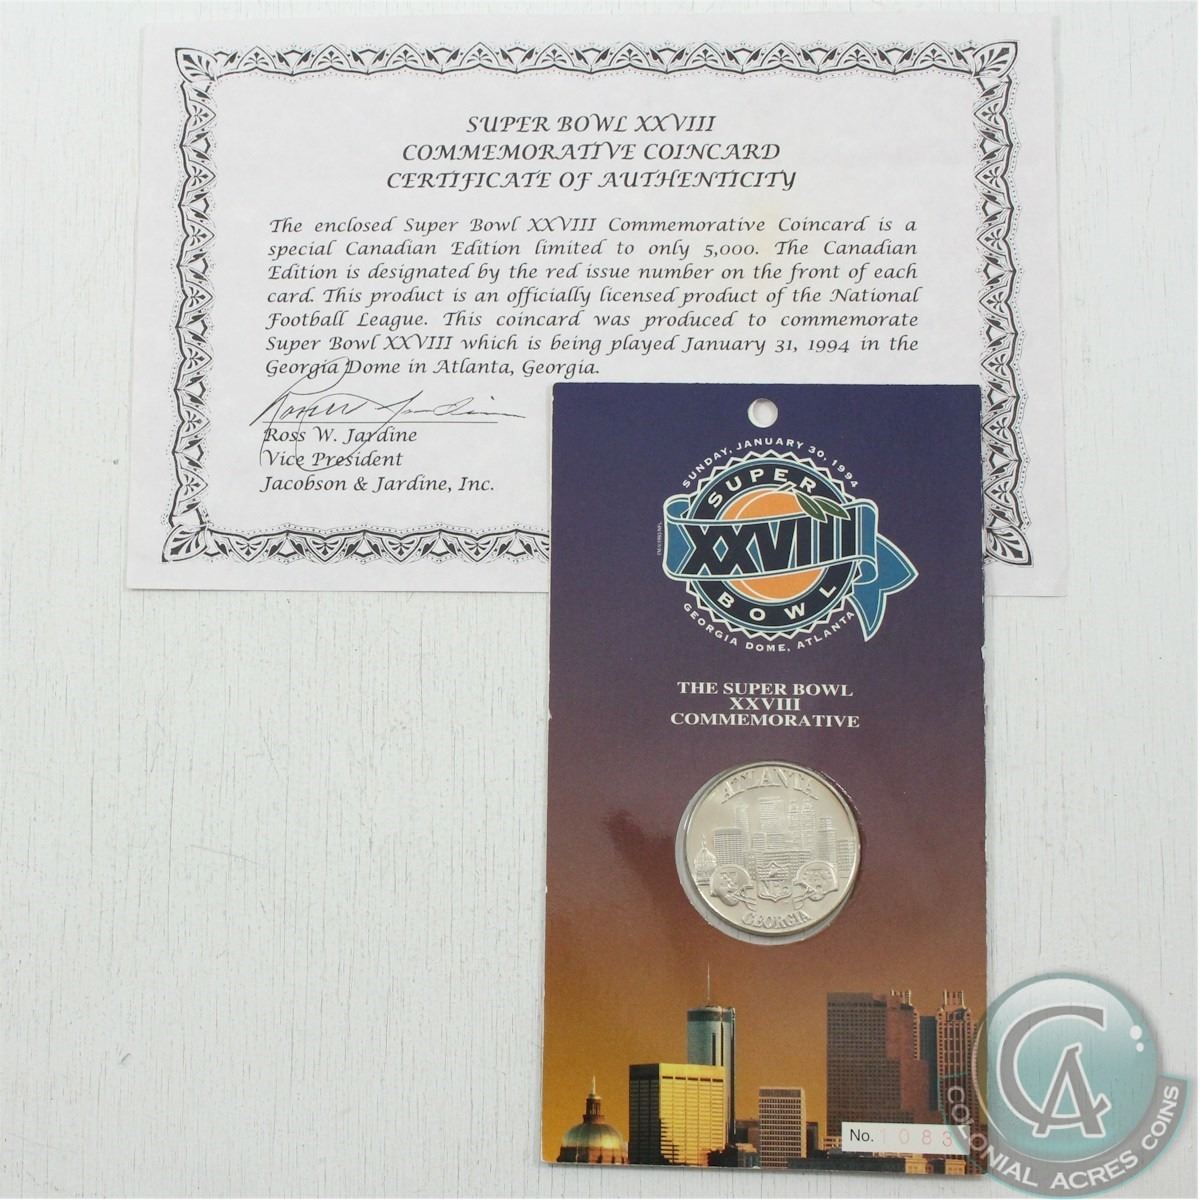 SUPER BOWL XXVIII
COMMEMORATIVE COINCARD
CERTIFICATE OF AUTHENTICITY
The enclosed Super Bowl XXVIII Commemorative Coincard is a
special Canadian Edition limited to only 5,000. The Canadian
Edition is designated by the red issue number on the front of each
card. This product is an officially licensed product of the National
Football League. This coincard was produced to commemorate
Super Bowl XXVIII which is being played January 31, 1994 in the
Georgia Dome in Atlanta, Georgia.
Ross W. Jardine
Vice President
Jacobson & Jardine, Inc.
SUNDAY, JANUARY 30, 1994
SUPER
XXVIII
BOWL
GEORGIA DOME, ATLANTA
THE SUPER BOWL
XXVIII
COMMEMORATIVE
ATLANTA
GEORGIA
No. 1083
CA
COLONIAL ACRES COINS